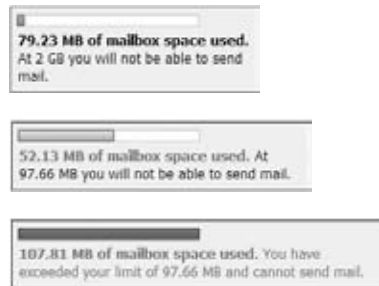 79.23 MB of mailbox space used.
At 2 GB you will not be able to send
mail.
52.13 MB of mailbox space used. At
97.66 MB you will not be able to send mail.
107.81 MB of mailbox space used. You have
exceeded your limit of 97.66 MB and cannot send mail.